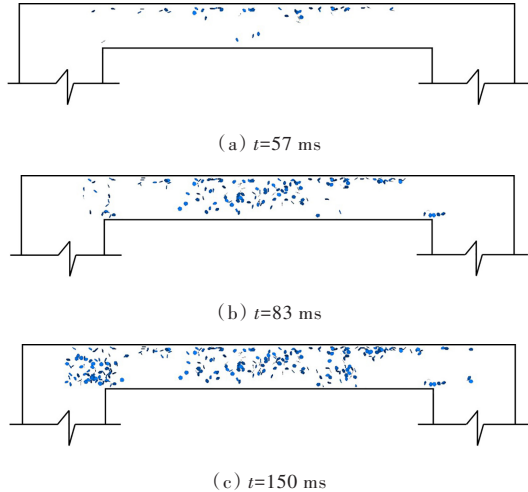 （a）t=57 ms
（b）t=83 ms
（c）t=150 ms